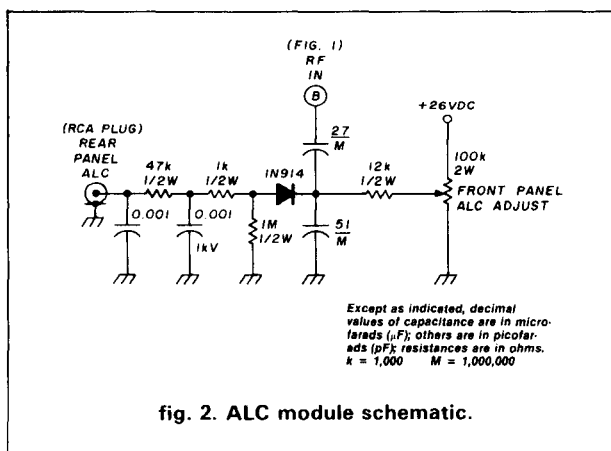 (FIG. 1)
RF
IN
B
+26VDC
(RCA PLUG)
REAR
PANEL
ALC
47k
1/2W
1k
1/2W
1N914
27
M
12k
1/2W
100k
2W
FRONT PANEL
ALC ADJUST
0.001
0.001
1kV
1M
1/2W
51
M
Except as indicated, decimal
values of capacitance are in micro-
farads (µF); others are in picofar-
ads (pF); resistances are in ohms.
k = 1,000 M = 1,000,000
fig. 2. ALC module schematic.